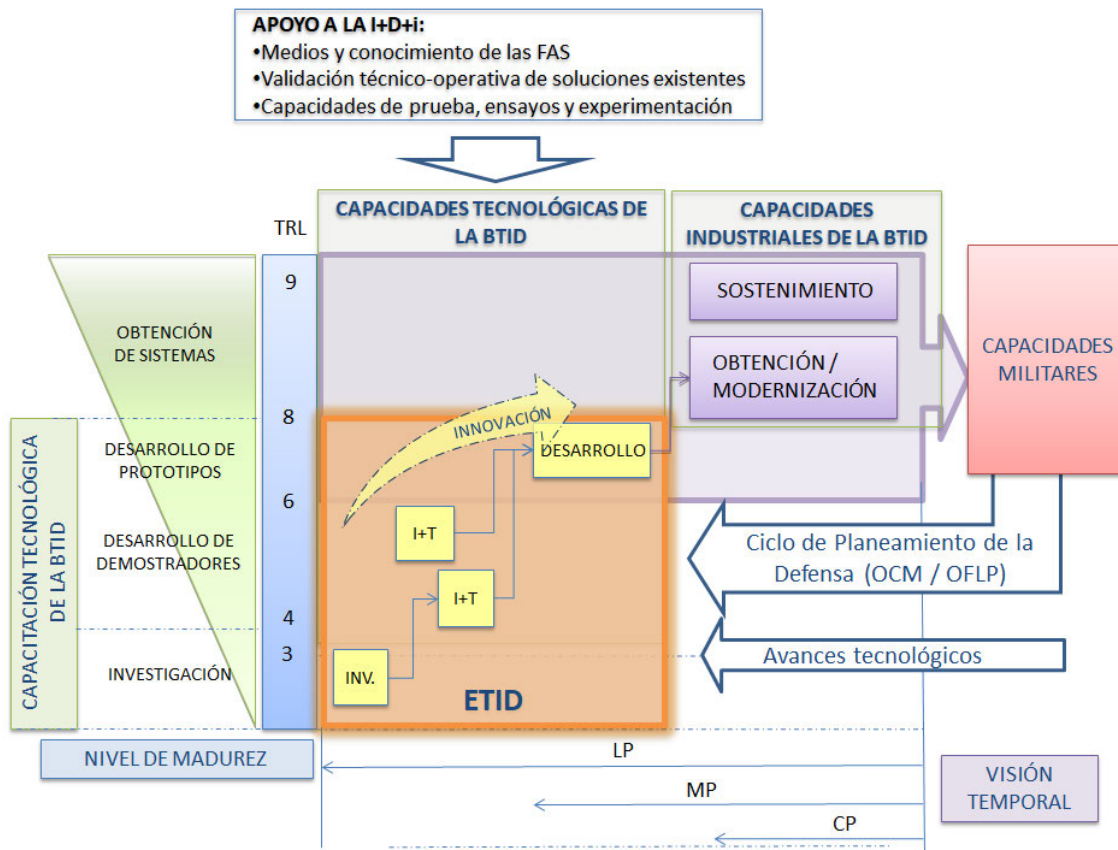 APOYO A LA I+D+i:
•Medios y conocimiento de las FAS
•Validación técnico-operativa de soluciones existentes
•Capacidades de prueba, ensayos y experimentación
CAPACIDADES TECNOLÓGICAS DE
LA BTID
CAPACIDADES
INDUSTRIALES DE LA BTID
TRL
9
8
6
4
3
OBTENCIÓN
DE SISTEMAS
DESARROLLO DE
PROTOTIPOS
DESARROLLO DE
DEMOSTRADORES
INVESTIGACIÓN
CAPACITACIÓN TECNOLÓGICA
DE LA BTID
NIVEL DE MADUREZ
SOSTENIMIENTO
OBTENCIÓN /
MODERNIZACIÓN
CAPACIDADES
MILITARES
INNOVACIÓN
DESARROLLO
I+T
I+T
INV.
ETID
Ciclo de Planeamiento de la
Defensa (OCM / OFLP)
Avances tecnológicos
LP
MP
CP
VISIÓN
TEMPORAL